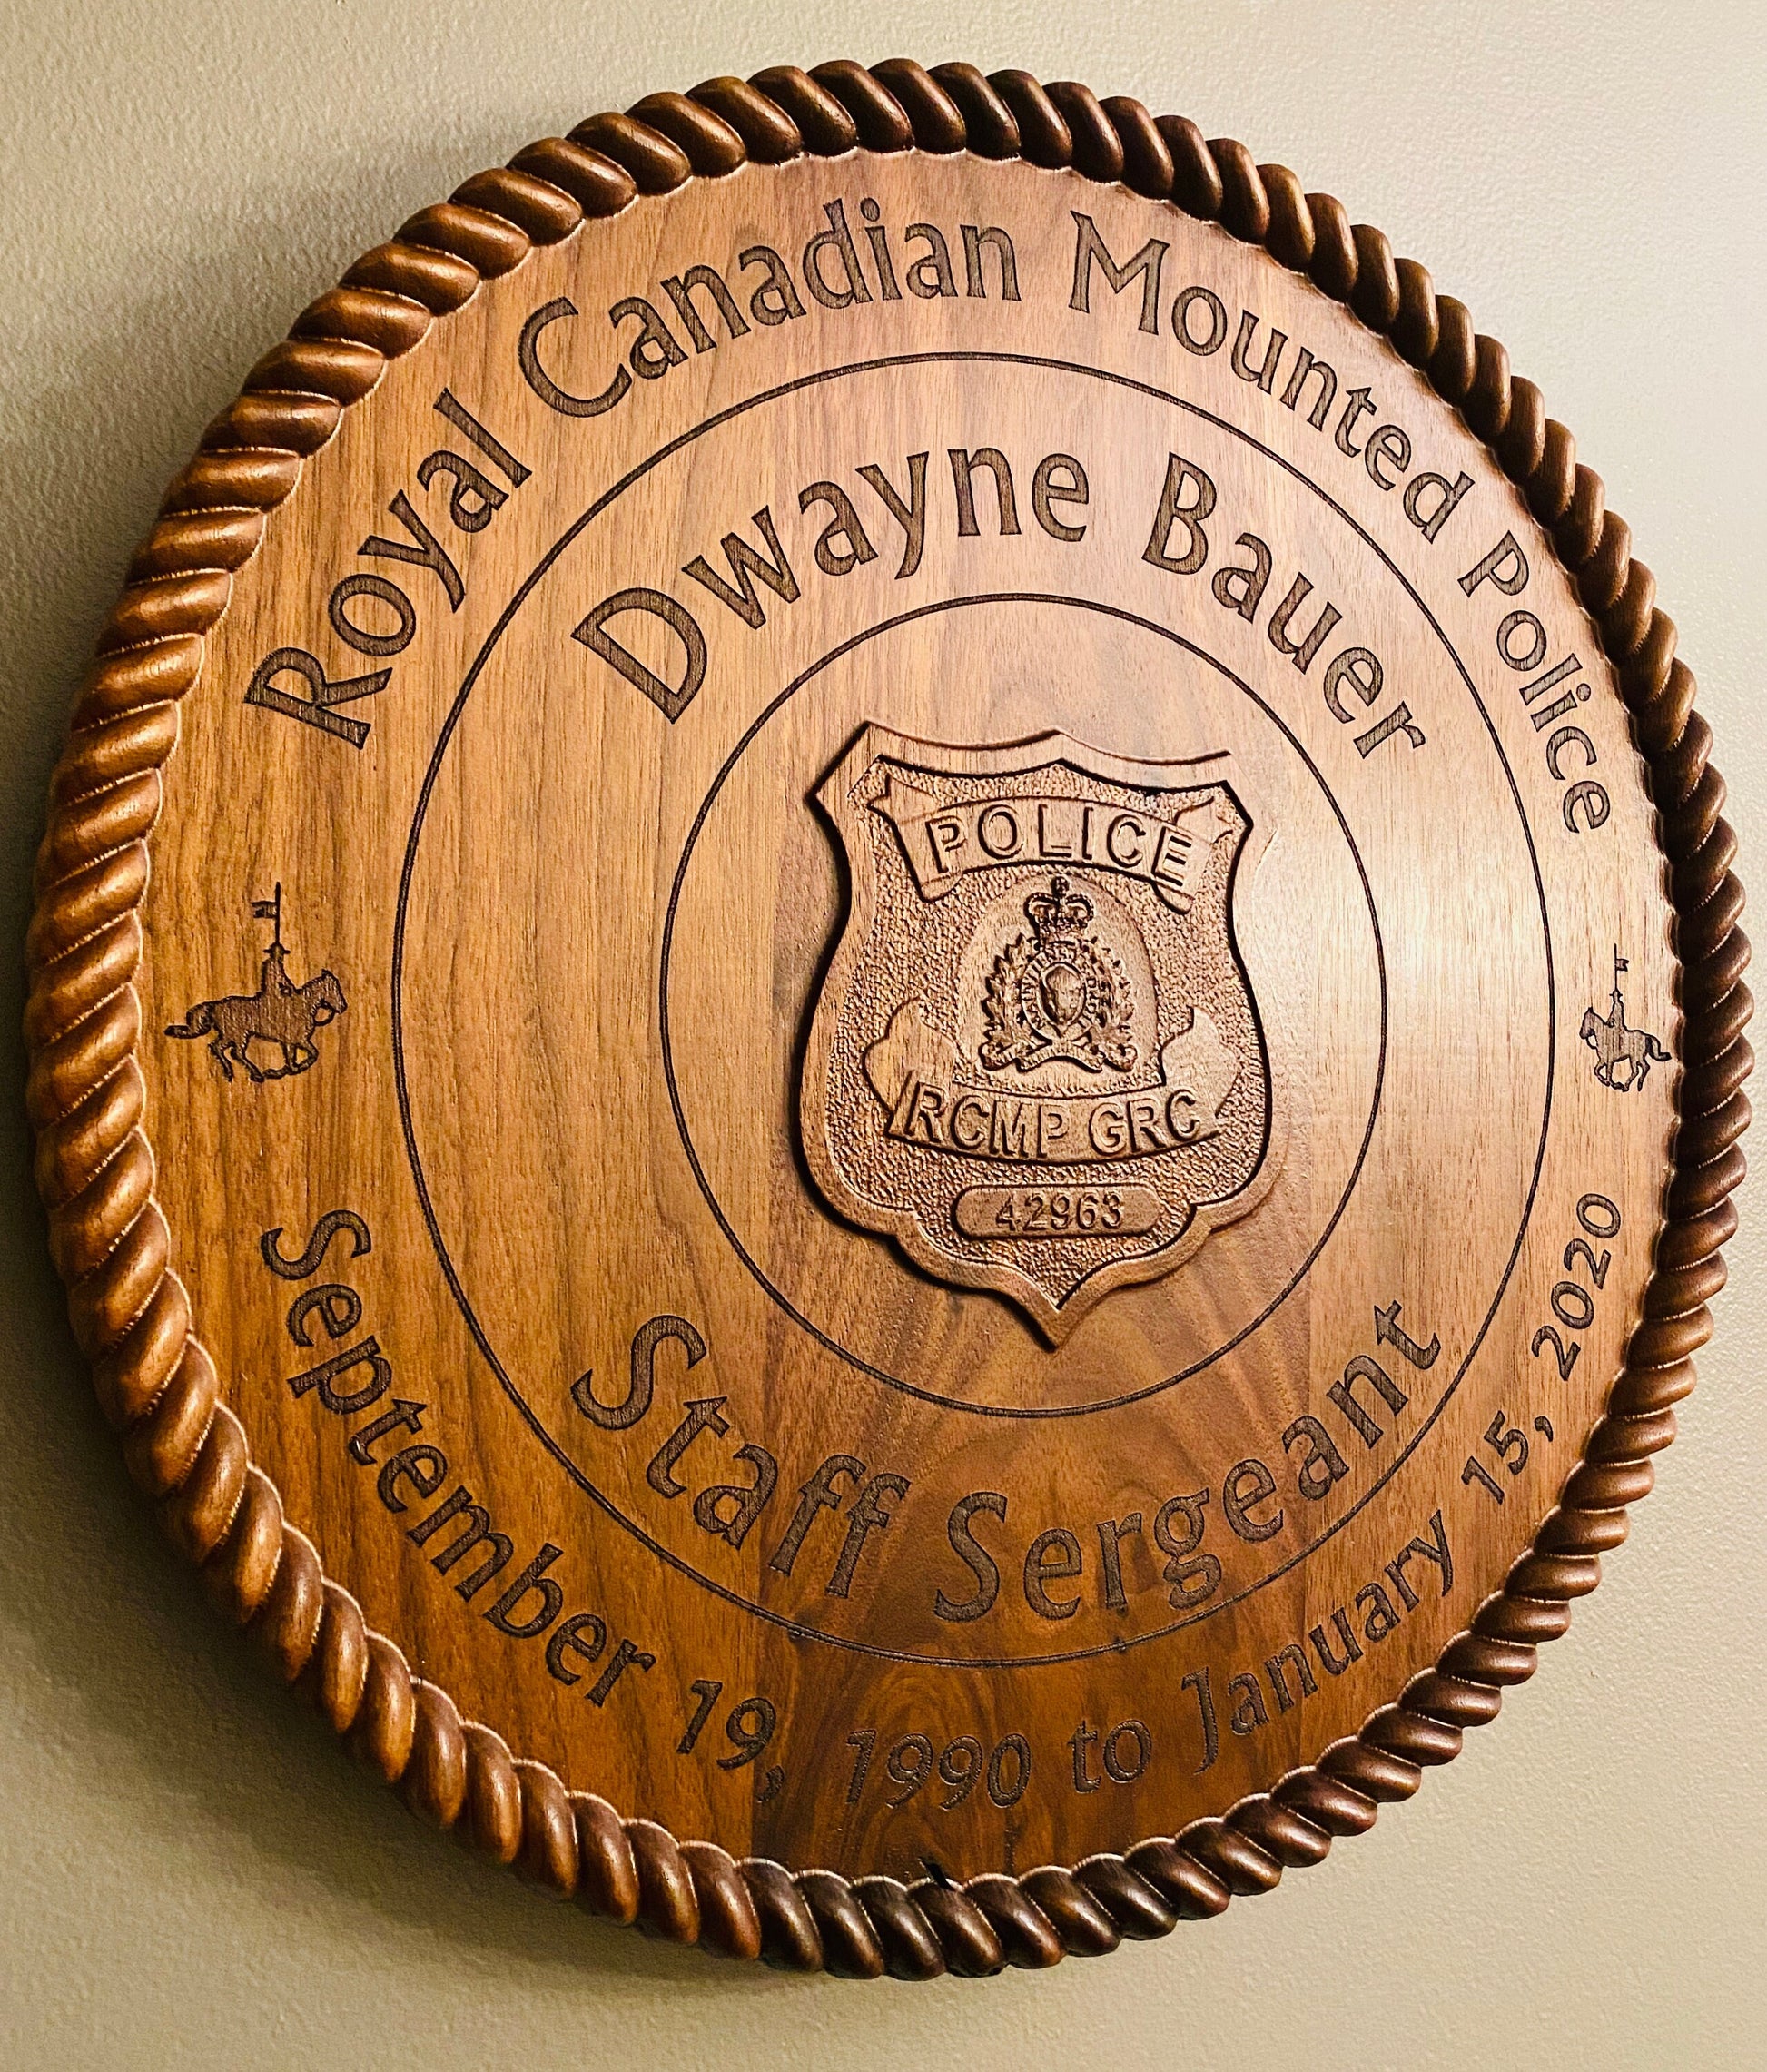 Royal Canadian Mounted Police
Dwayne Bauer
POLICE
RCMP GRC
42963
Staff Sergeant
September 19, 1990 to January 15, 2020